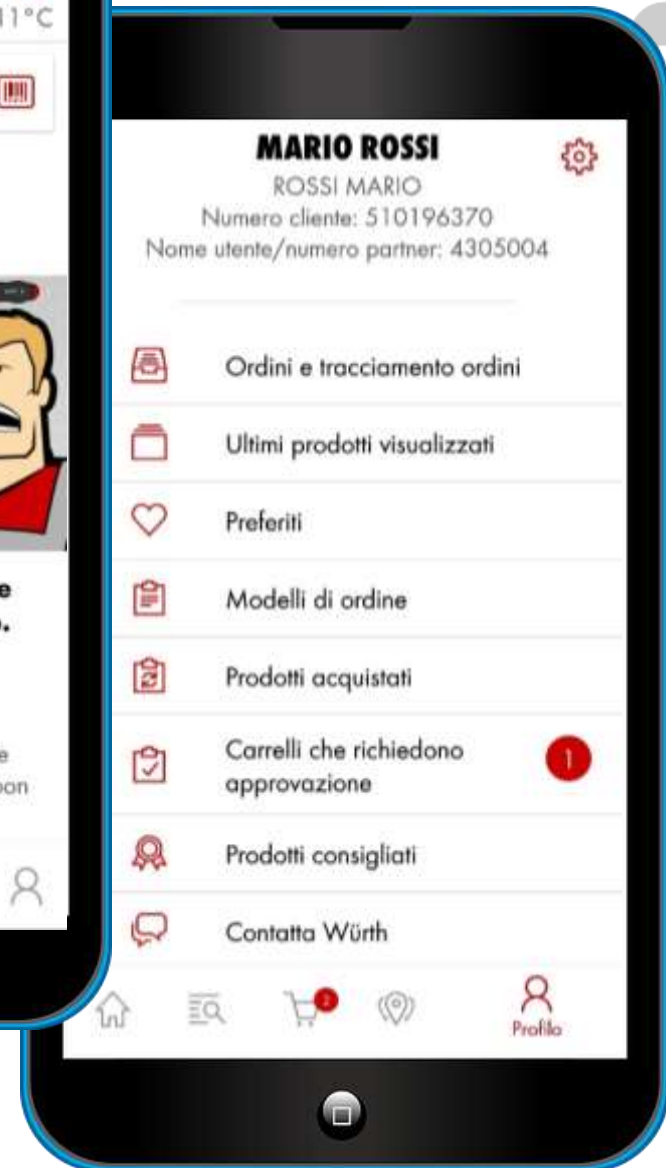 11°C
e
.
e
on
MARIO ROSSI
ROSSI MARIO
Numero cliente: 510196370
Nome utente/numero partner: 4305004
Ordini e tracciamento ordini
Ultimi prodotti visualizzati
Preferiti
Modelli di ordine
Prodotti acquistati
Carrelli che richiedono
approvazione
1
Prodotti consigliati
Contatta Würth
2
Profilo